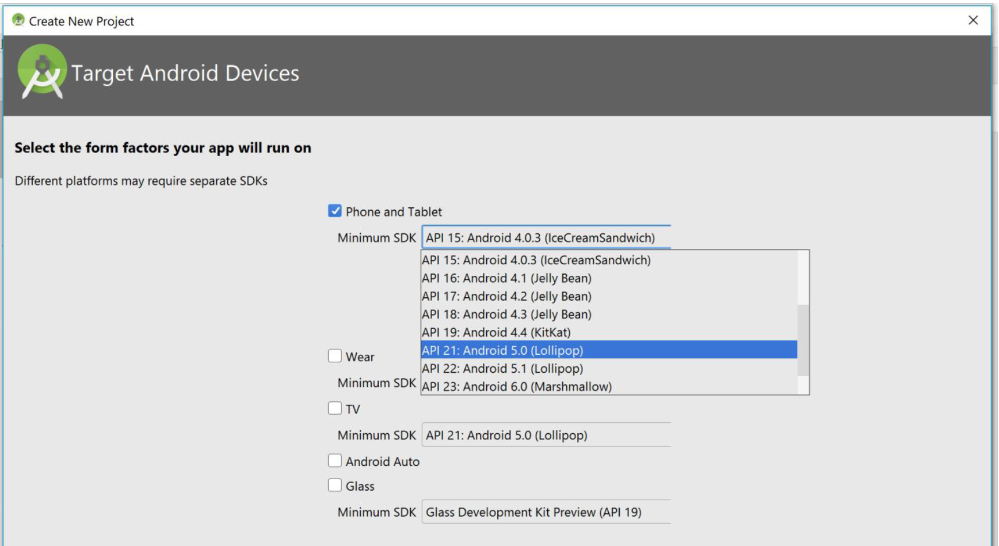 Create New Project
Target Android Devices
Select the form factors your app will run on
Different platforms may require separate SDKs
Phone and Tablet
Minimum SDK API 15: Android 4.0.3 (IceCreamSandwich)
API 15: Android 4.0.3 (IceCreamSandwich)
API 16: Android 4.1 (Jelly Bean)
API 17: Android 4.2 (Jelly Bean)
API 18: Android 4.3 (Jelly Bean)
API 19: Android 4.4 (KitKat)
API 21: Android 5.0 (Lollipop)
Wear
API 22: Android 5.1 (Lollipop)
Minimum SDK API 23: Android 6.0 (Marshmallow)
TV
Minimum SDK API 21: Android 5.0 (Lollipop)
Android Auto
Glass
Minimum SDK Glass Development Kit Preview (API 19)